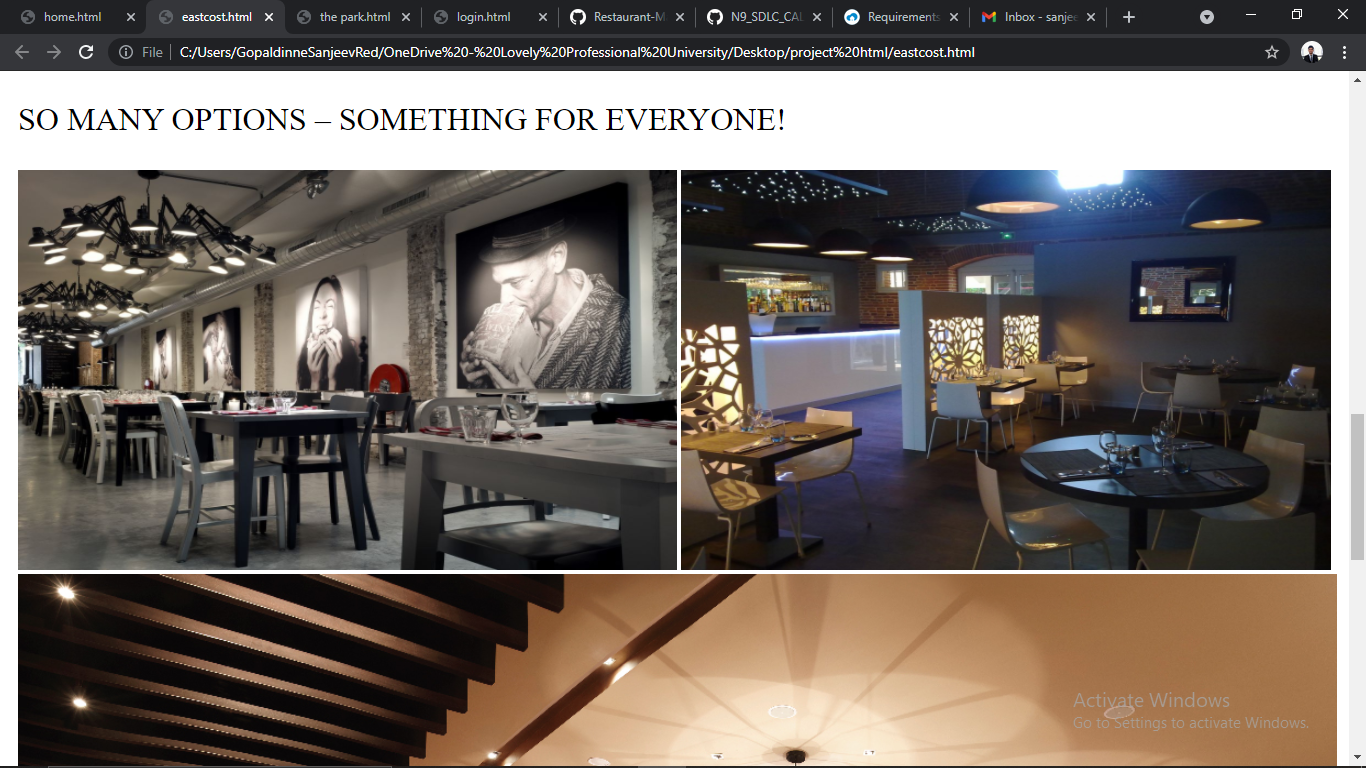 home.html
eastcost.html
the park.html
login.html
Restaurant-M
N9_SDLC_CAL
Requirements
Inbox - sanjee
File
C:/Users/GopaldinneSanjeevRed/OneDrive%20-%20Lovely%20Professional%20University/Desktop/project%20html/eastcost.html
SO MANY OPTIONS – SOMETHING FOR EVERYONE!
Activate Windows
Go to Settings to activate Windows.